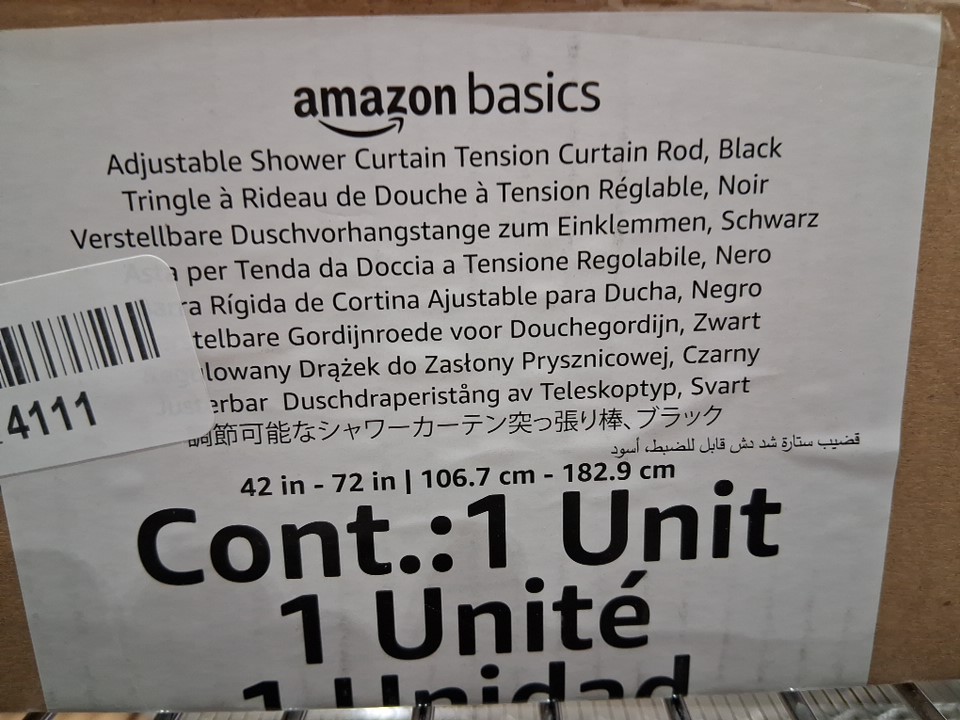 amazon basics
Adjustable Shower Curtain Tension Curtain Rod, Black
Tringle à Rideau de Douche à Tension Réglable, Noir
Verstellbare Duschvorhangstange zum Einklemmen, Schwarz
Asta per Tenda da Doccia a Tensione Regolabile, Nero
Rígida de Cortina Ajustable para Ducha, Negro
Gordijnroede voor Douchegordijn, Zwart
Drążek do Zasłony Prysznicowej, Czarny
Justerbar Duschdraperistång av Teleskoptyp, Svart
調節可能なシャワーカーテン突っ張り棒、ブラック
قضيب ستارة شد دش قابل للضبط، أسود
42 in - 72 in | 106.7 cm - 182.9 cm
Cont.:1 Unit
1 Unité
1 Unidad
4111